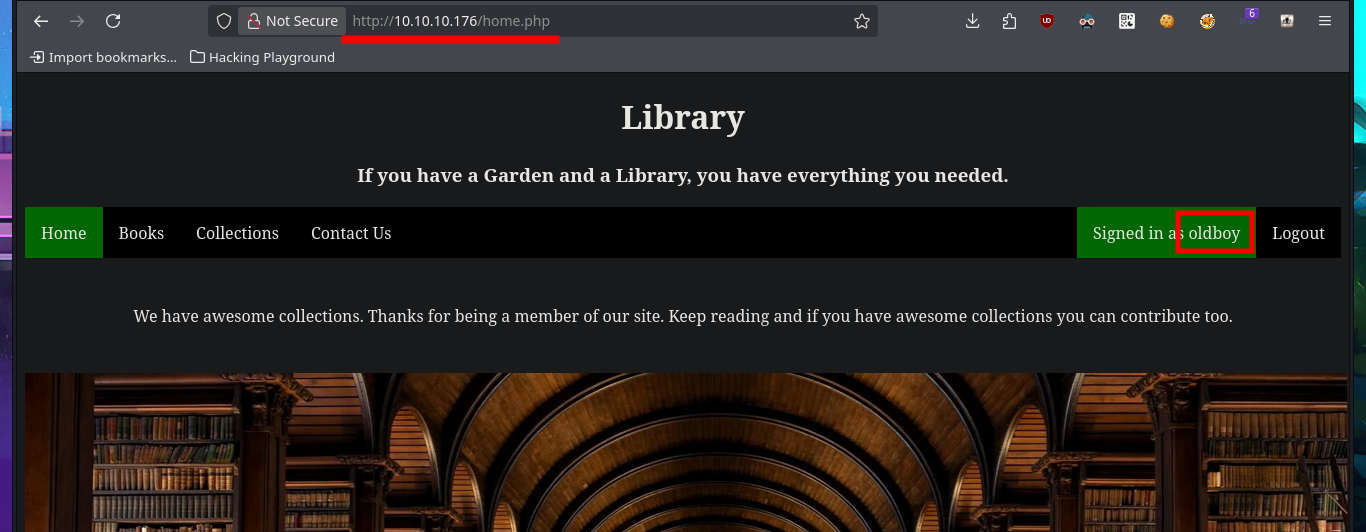 Not Secure http://10.10.10.176/home.php 6
Import bookmarks... Hacking Playground
Library
If you have a Garden and a Library, you have everything you needed.
Home Books Collections Contact Us Signed in as oldboy Logout
We have awesome collections. Thanks for being a member of our site. Keep reading and if you have awesome collections you can contribute too.